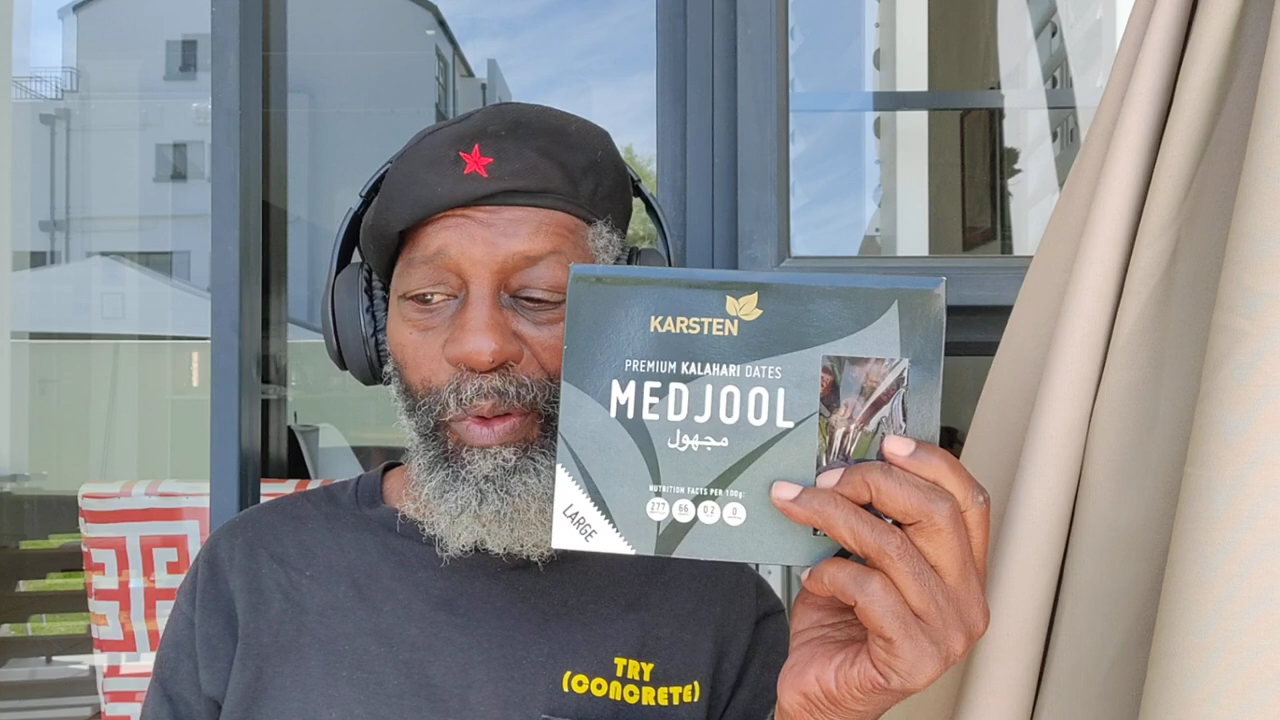 KARSTEN
PREMIUM KALAHARI DATES
MEDJOOL
مجهول
NUTRITION FACTS PER 100g:
277 66 0.2 0
LARGE
TRY
(CONCRETE)